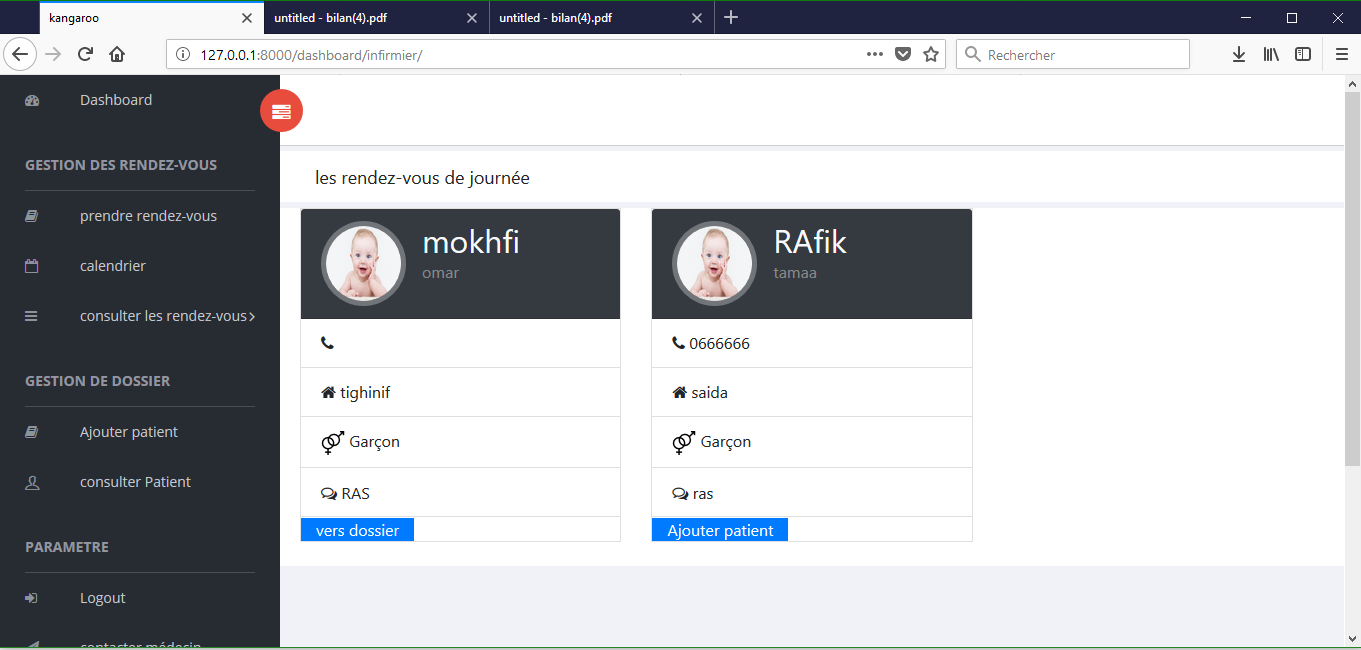 kangaroo
untitled - bilan(4).pdf
untitled - bilan(4).pdf
127.0.0.1:8000/dashboard/infirmier/
Rechercher
Dashboard
GESTION DES RENDEZ-VOUS
prendre rendez-vous
calendrier
consulter les rendez-vous
GESTION DE DOSSIER
Ajouter patient
consulter Patient
PARAMETRE
Logout
contacter médecin
les rendez-vous de journée
mokhfi
omar
tighinif
Garçon
RAS
vers dossier
RAfik
tamaa
0666666
saida
Garçon
ras
Ajouter patient